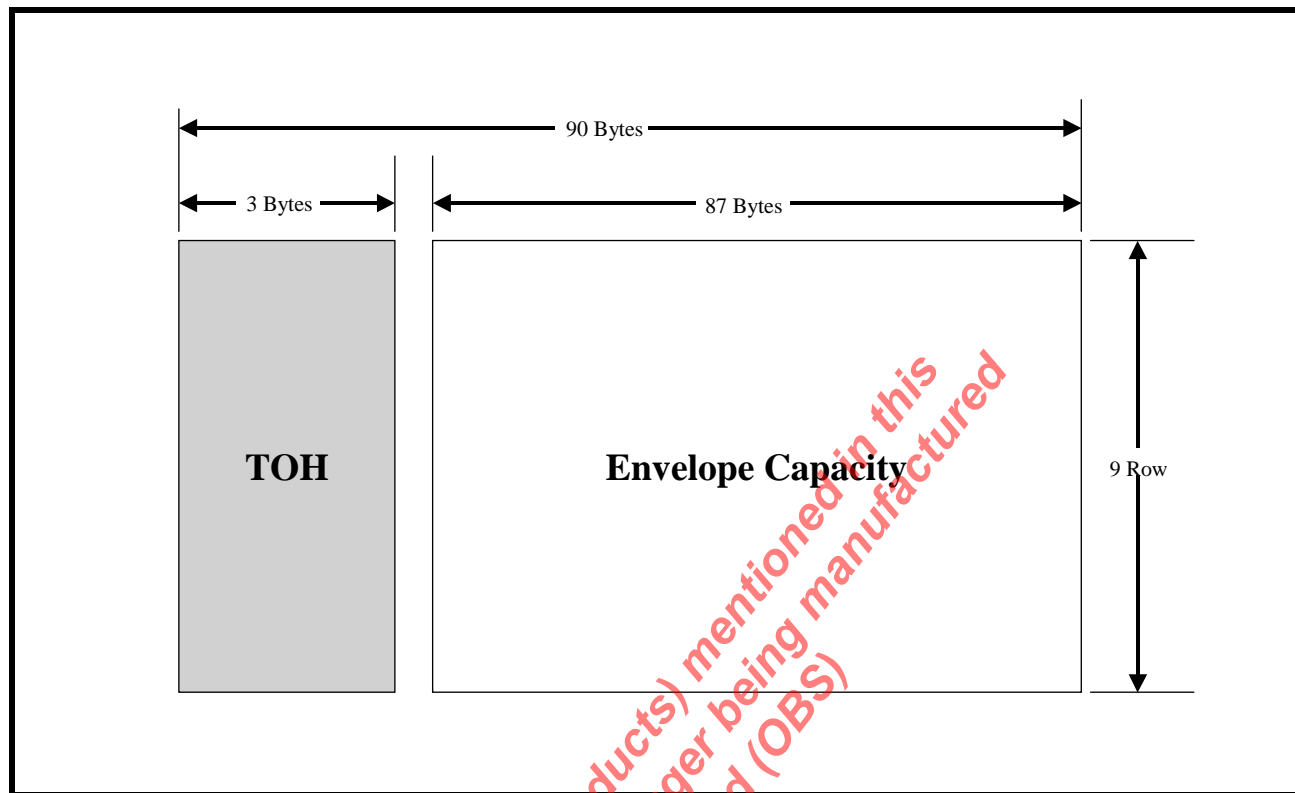 90 Bytes
3 Bytes
87 Bytes
TOH
Envelope Capacity
9 Row
ducts) mentioned in this
ger being manufactured
d (OBS)